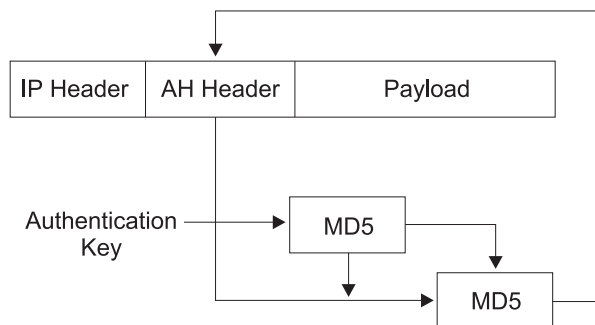 IP Header AH Header Payload
Authentication
Key
MD5
MD5